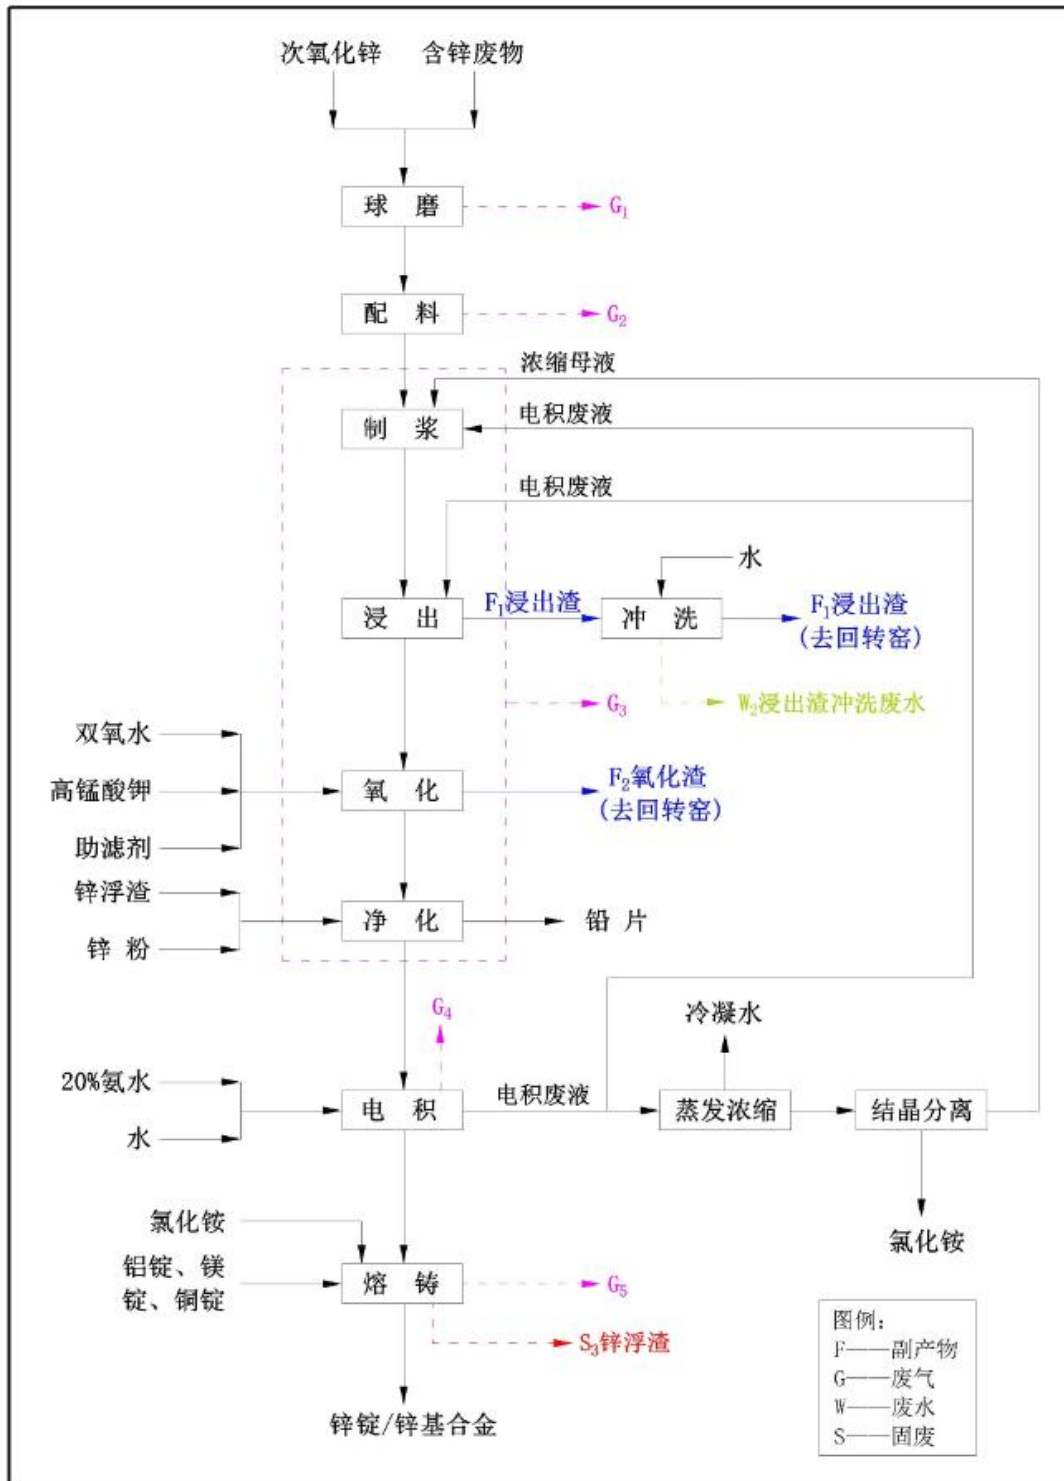 次氧化锌 含锌废物
球 磨
G₁
配 料
G₂
浓缩母液
制 浆
电积废液
电积废液
水
浸 出
F₁浸出渣
冲 洗
F₁浸出渣
(去回转窑)
G₃
W₂浸出渣冲洗废水
双氧水
高锰酸钾
助滤剂
氧 化
F₂氧化渣
(去回转窑)
锌浮渣
锌 粉
净 化
铅 片
G₄
冷凝水
20%氨水
水
电 积
电积废液
蒸发浓缩
结晶分离
氯化铵
氯化铵
铝锭、镁
锭、铜锭
熔 铸
G₅
S₃锌浮渣
锌锭/锌基合金
图例:
F——副产物
G——废气
W——废水
S——固废